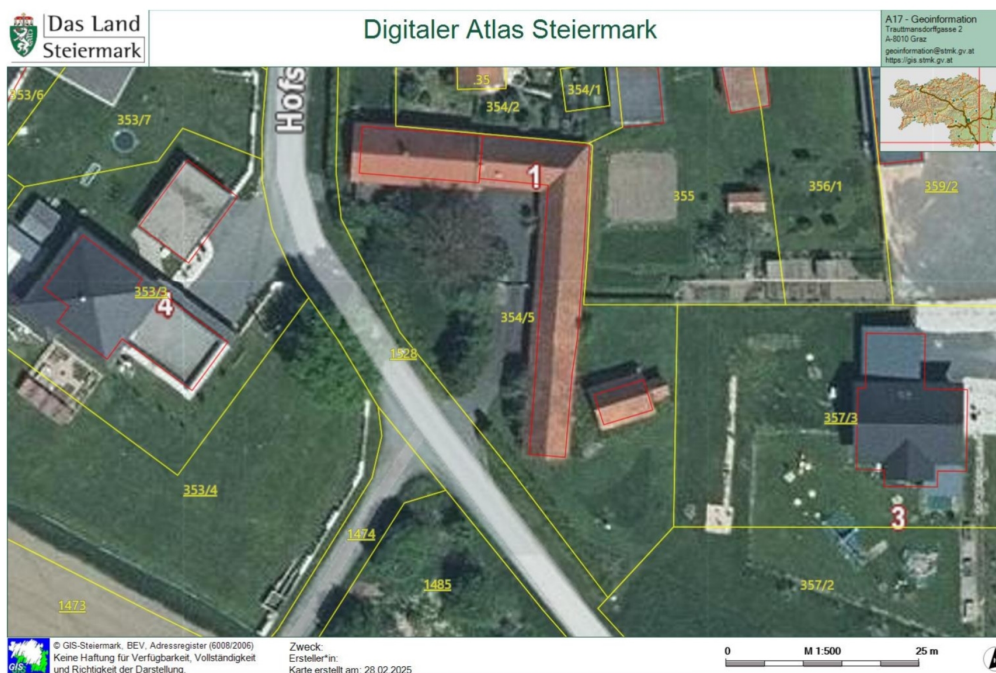 Das Land
Steiermark
Digitaler Atlas Steiermark
A17 - Geoinformation
Trauttmansdorffgasse 2
A-8010 Graz
geoinformation@stmk.gv.at
https://gis.stmk.gv.at
353/6
353/7
Hofs
35
354/2
354/1
1
355
356/1
359/2
353/3
4
354/5
1528
357/3
353/4
3
1474
1485
357/2
1473
GIS
© GIS-Steiermark, BEV, Adressregister (6008/2006)
Keine Haftung für Verfügbarkeit, Vollständigkeit
und Richtigkeit der Darstellung.
Zweck:
Ersteller*in:
Karte erstellt am: 28.02.2025
0 M 1:500 25 m